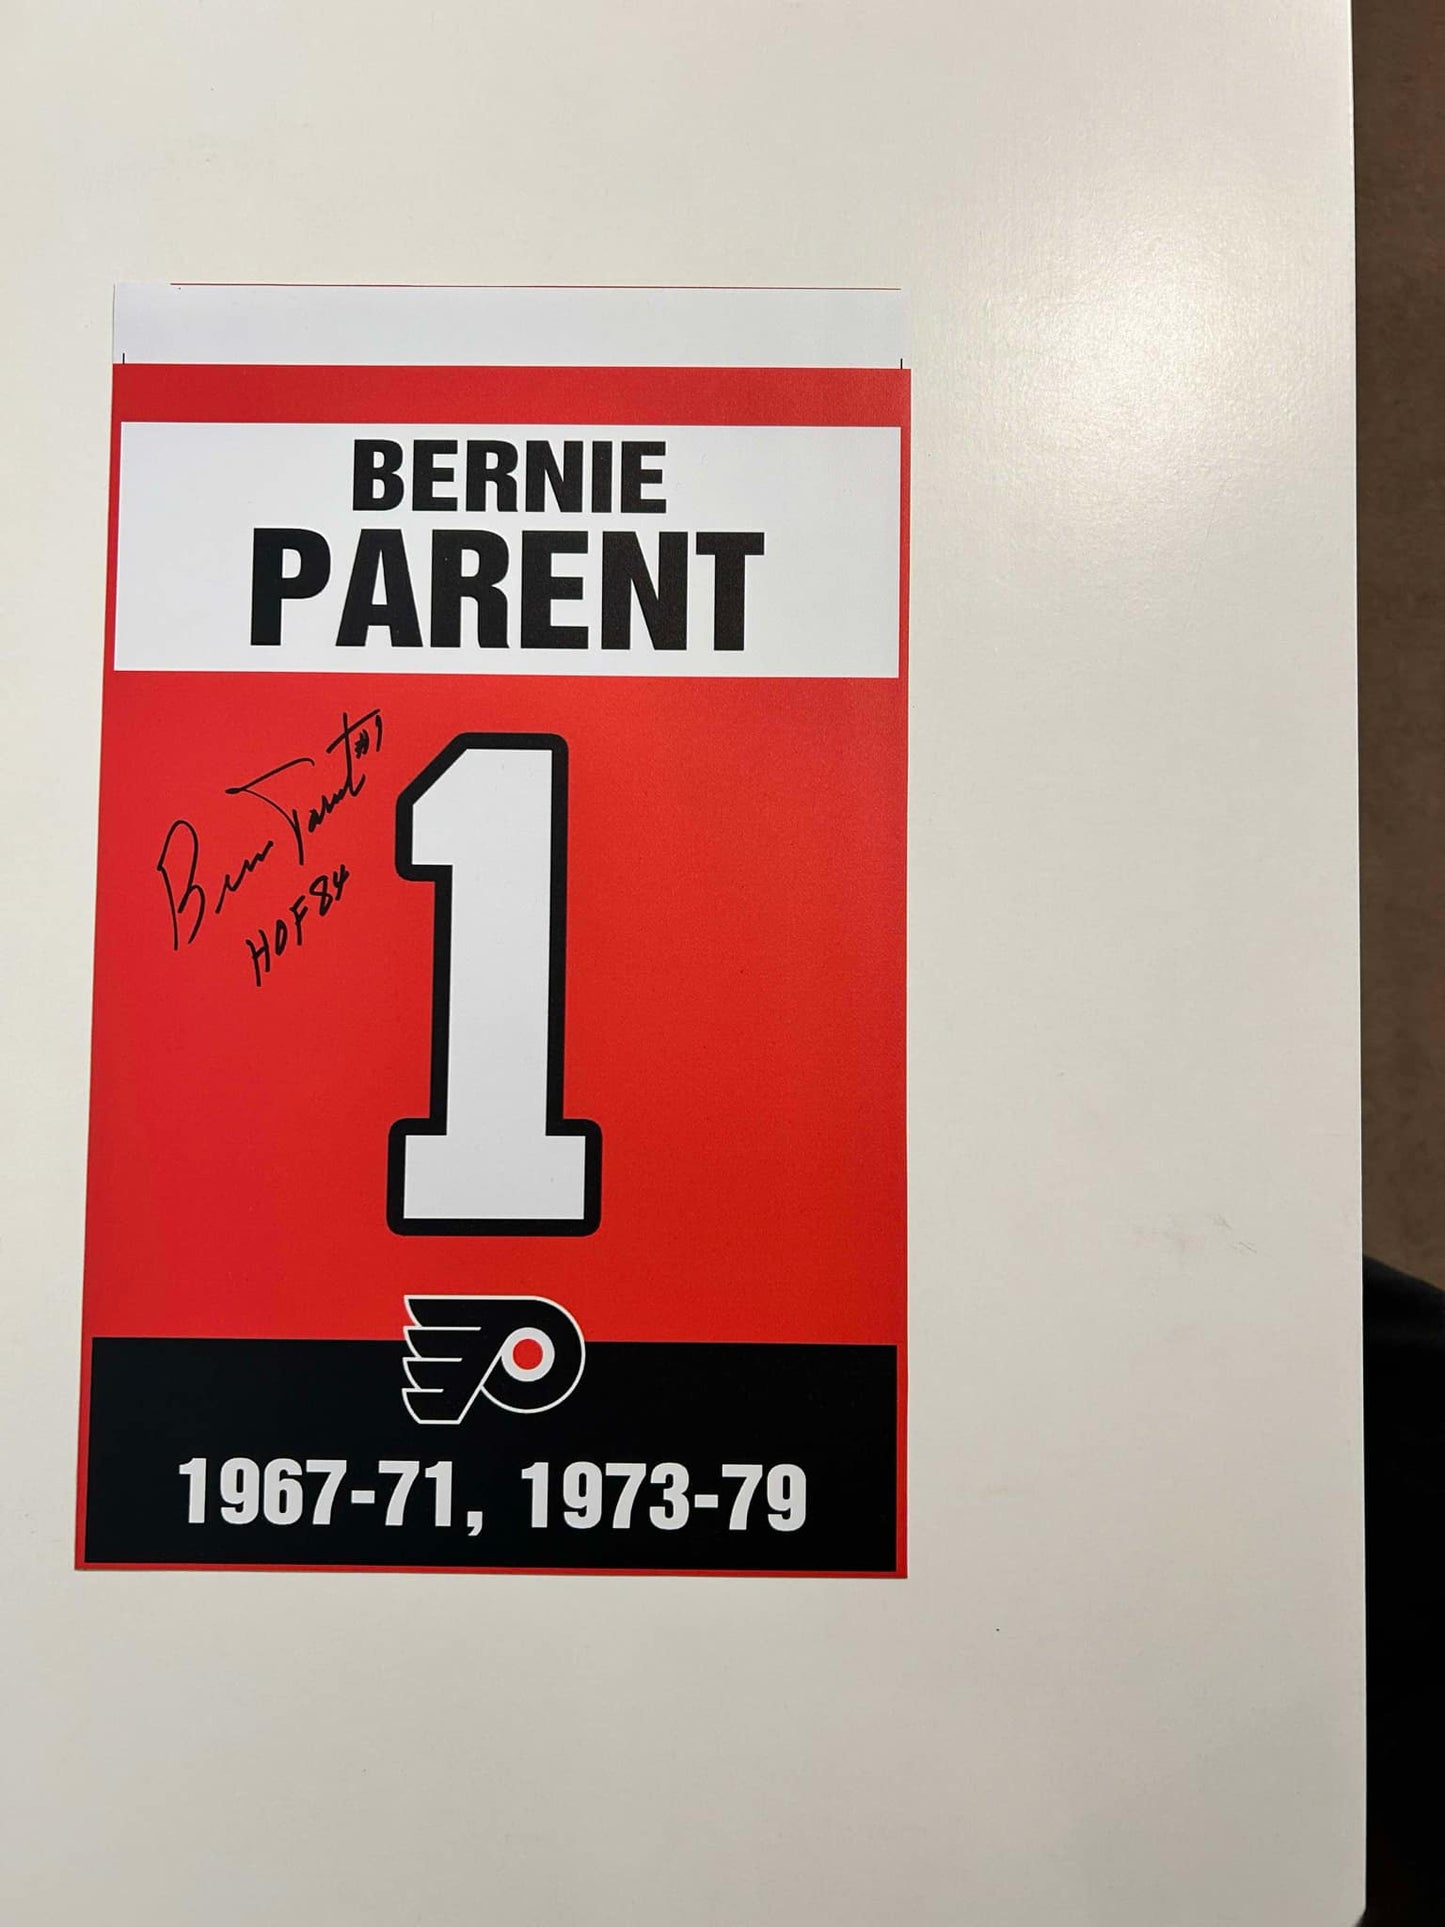 BERNIE
PARENT
Bernie Parent #1
HOF 84
1
1967-71, 1973-79